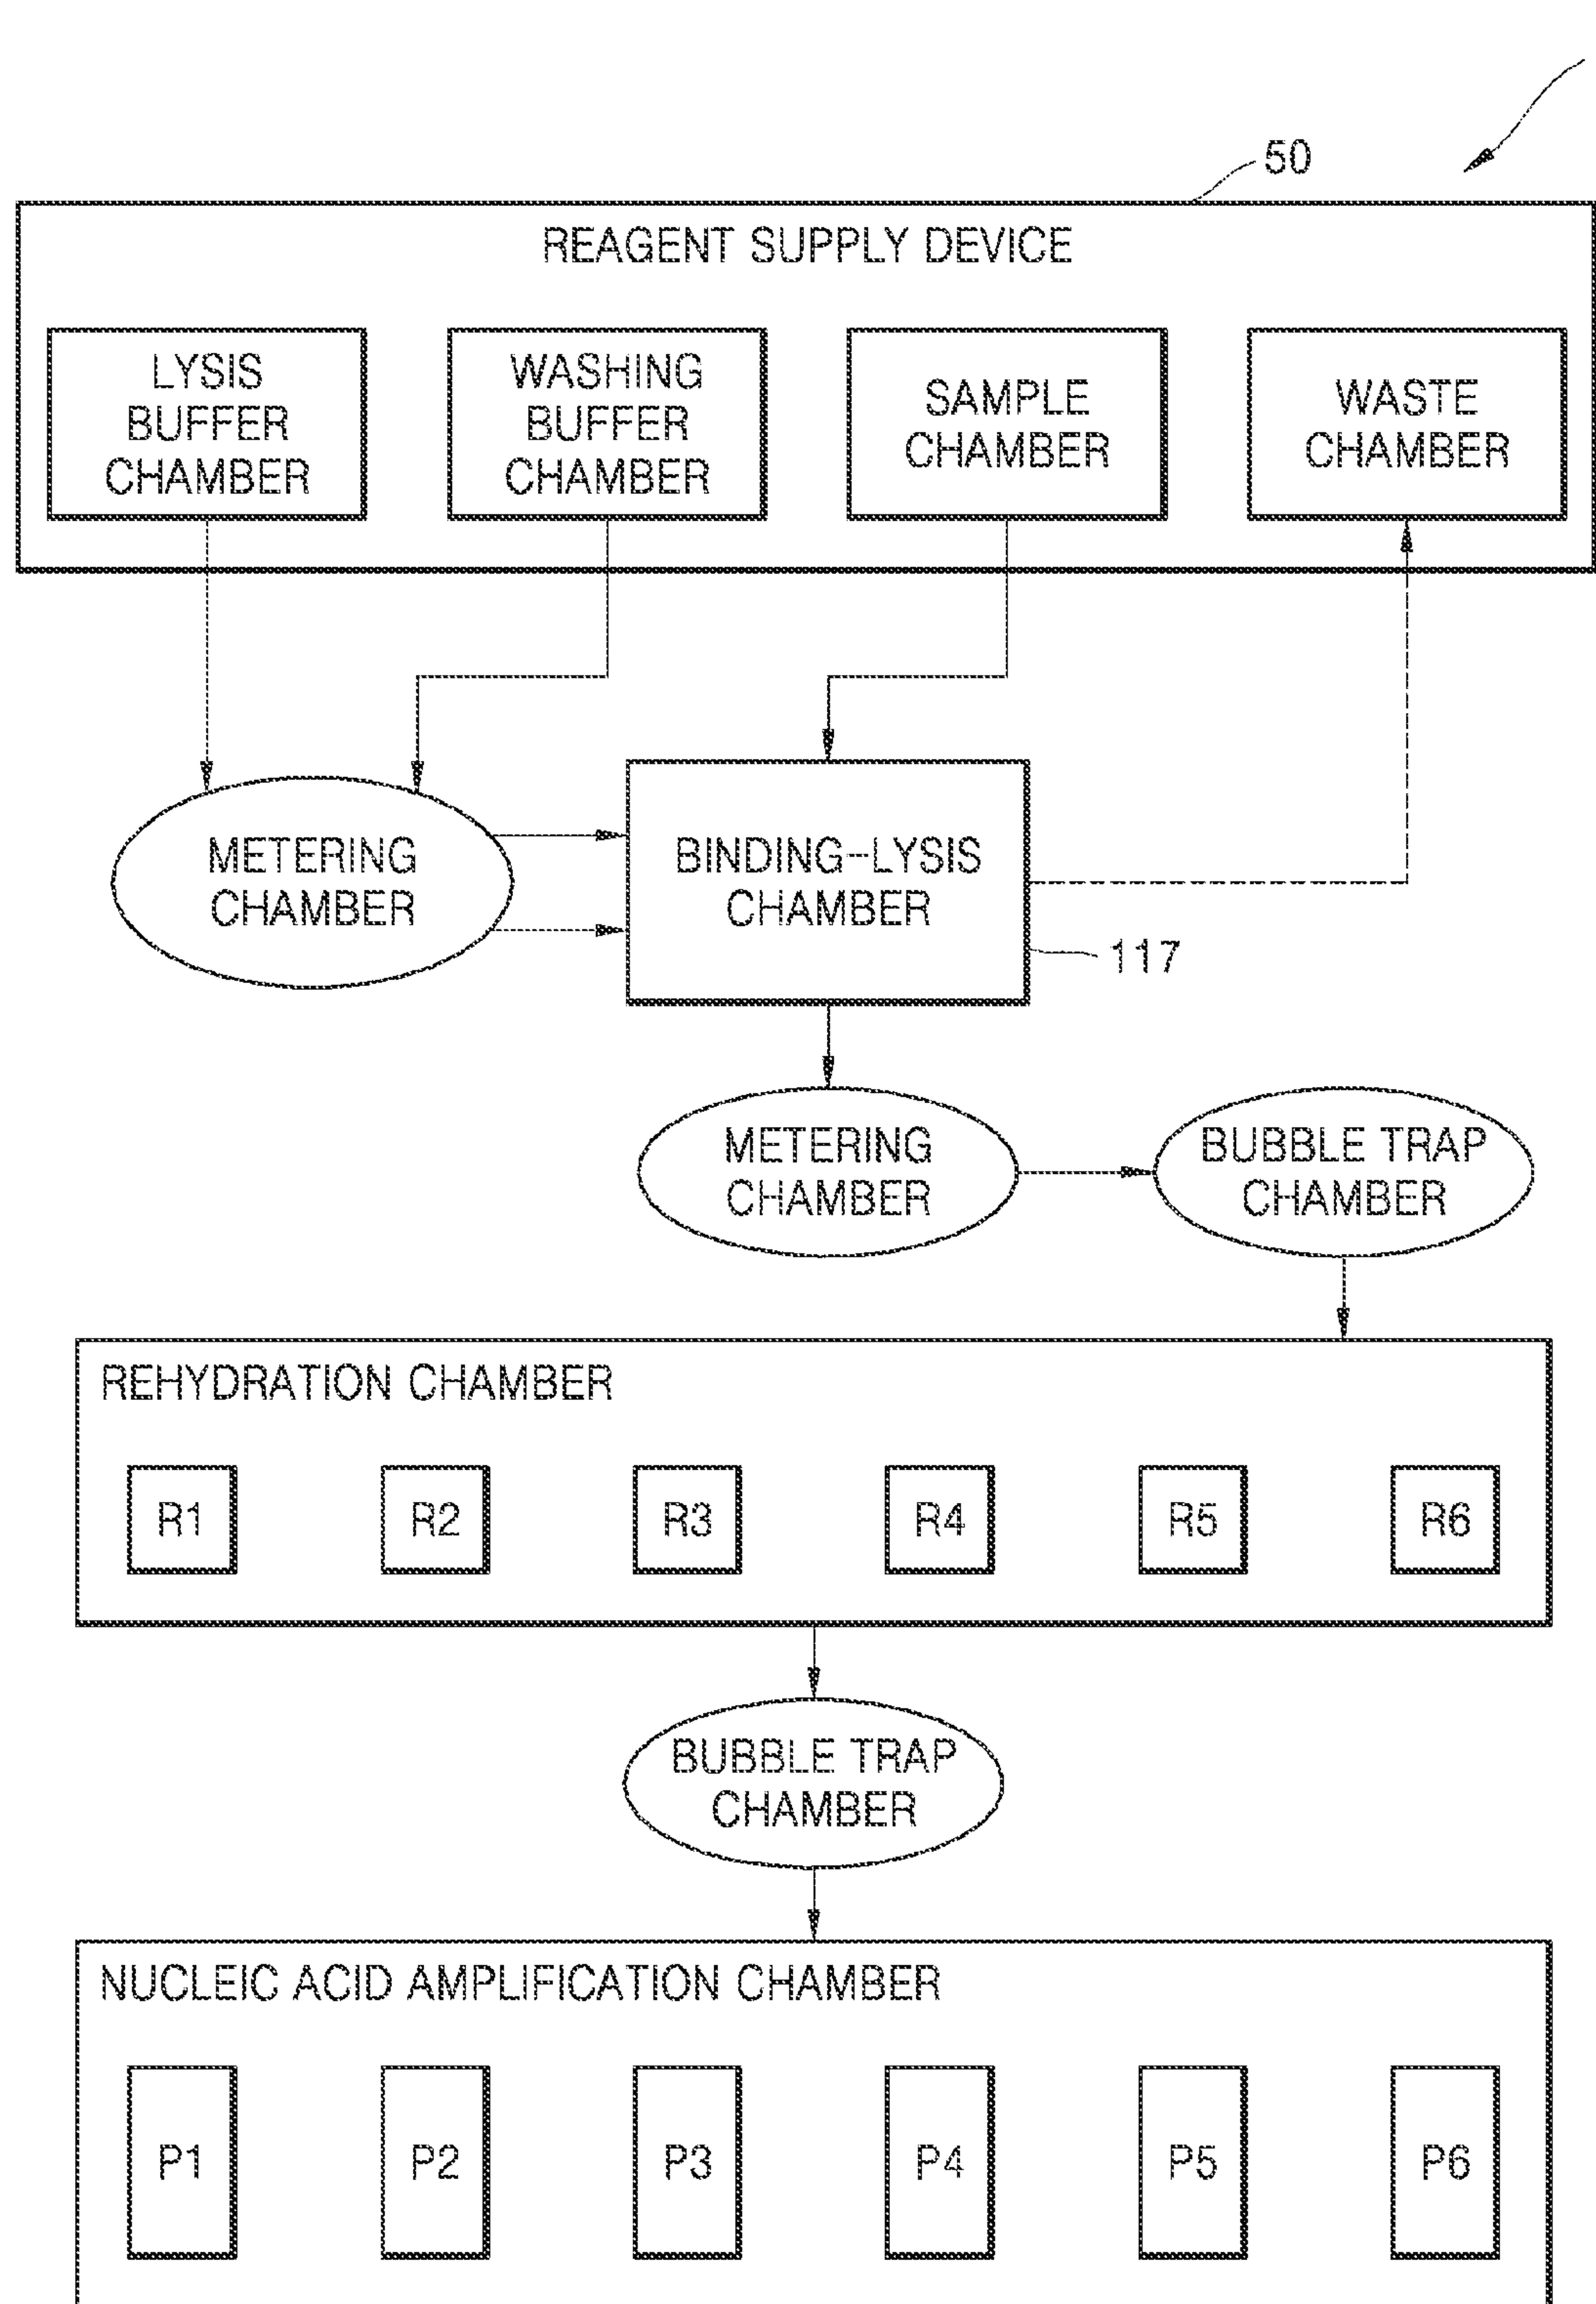 50
REAGENT SUPPLY DEVICE
LYSIS
BUFFER
CHAMBER
WASHING
BUFFER
CHAMBER
SAMPLE
CHAMBER
WASTE
CHAMBER
METERING
CHAMBER
BINDING-LYSIS
CHAMBER
117
METERING
CHAMBER
BUBBLE TRAP
CHAMBER
REHYDRATION CHAMBER
R1
R2
R3
R4
R5
R6
BUBBLE TRAP
CHAMBER
NUCLEIC ACID AMPLIFICATION CHAMBER
P1
P2
P3
P4
P5
P6